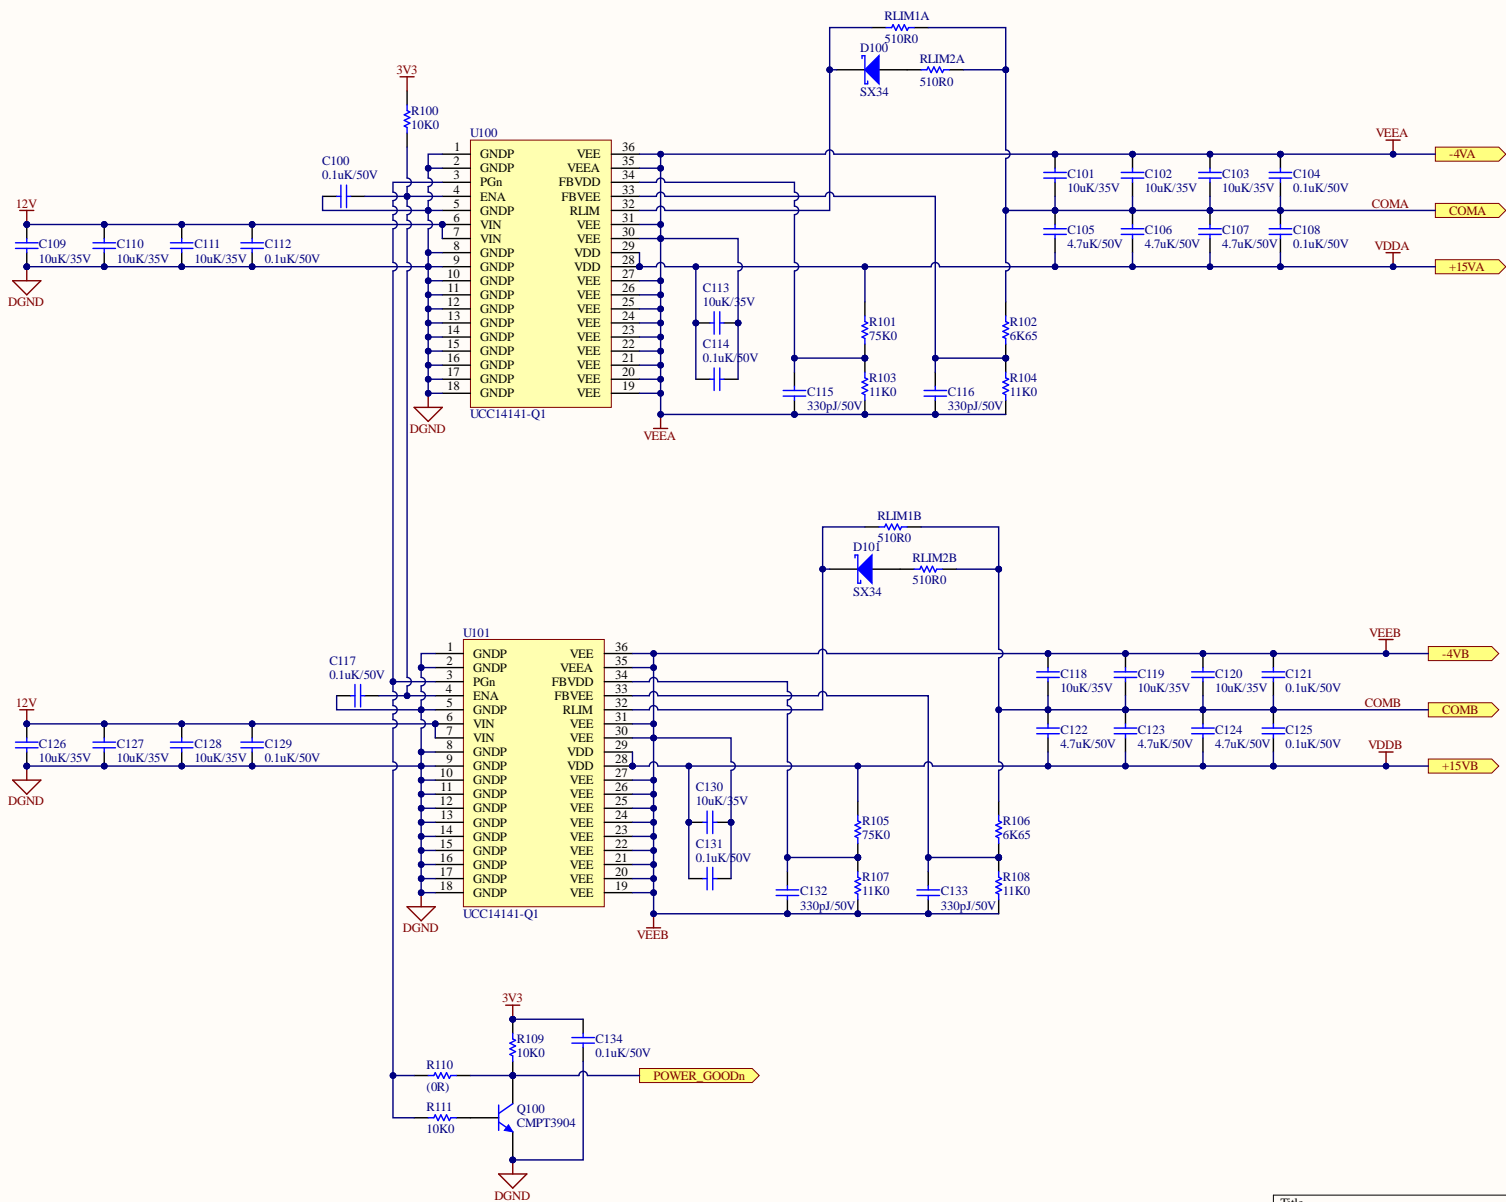 RLIM1A
510R0
D100
SX34
RLIM2A
510R0
3V3
R100
10K0
U100
1 GNDP VEE 36
2 GNDP VEEA 35
3 PGn FBVDD 34
4 ENA FBVEE 33
5 GNDP RLIM 32
6 VIN VEE 31
7 VIN VEE 30
8 GNDP VDD 29
9 GNDP VDD 28
10 GNDP VEE 27
11 GNDP VEE 26
12 GNDP VEE 25
13 GNDP VEE 24
14 GNDP VEE 23
15 GNDP VEE 22
16 GNDP VEE 21
17 GNDP VEE 20
18 GNDP VEE 19
UCC14141-Q1
DGND
VEEA
C100
0.1uK/50V
12V
C109
10uK/35V
C110
10uK/35V
C111
10uK/35V
C112
0.1uK/50V
DGND
C113
10uK/35V
C114
0.1uK/50V
C115
330pJ/50V
R101
75K0
R103
11K0
C116
330pJ/50V
R102
6K65
R104
11K0
VEEA
-4VA
C101
10uK/35V
C102
10uK/35V
C103
10uK/35V
C104
0.1uK/50V
COMA
COMA
C105
4.7uK/50V
C106
4.7uK/50V
C107
4.7uK/50V
C108
0.1uK/50V
VDDA
+15VA
RLIM1B
510R0
D101
SX34
RLIM2B
510R0
U101
1 GNDP VEE 36
2 GNDP VEEA 35
3 PGn FBVDD 34
4 ENA FBVEE 33
5 GNDP RLIM 32
6 VIN VEE 31
7 VIN VEE 30
8 GNDP VDD 29
9 GNDP VDD 28
10 GNDP VEE 27
11 GNDP VEE 26
12 GNDP VEE 25
13 GNDP VEE 24
14 GNDP VEE 23
15 GNDP VEE 22
16 GNDP VEE 21
17 GNDP VEE 20
18 GNDP VEE 19
UCC14141-Q1
DGND
VEEB
C117
0.1uK/50V
12V
C126
10uK/35V
C127
10uK/35V
C128
10uK/35V
C129
0.1uK/50V
DGND
C130
10uK/35V
C131
0.1uK/50V
C132
330pJ/50V
R105
75K0
R107
11K0
C133
330pJ/50V
R106
6K65
R108
11K0
VEEB
-4VB
C118
10uK/35V
C119
10uK/35V
C120
10uK/35V
C121
0.1uK/50V
COMB
COMB
C122
4.7uK/50V
C123
4.7uK/50V
C124
4.7uK/50V
C125
0.1uK/50V
VDDB
+15VB
3V3
R109
10K0
C134
0.1uK/50V
R110
(0R)
POWER_GOODn
R111
10K0
Q100
CMPT3904
DGND
Title